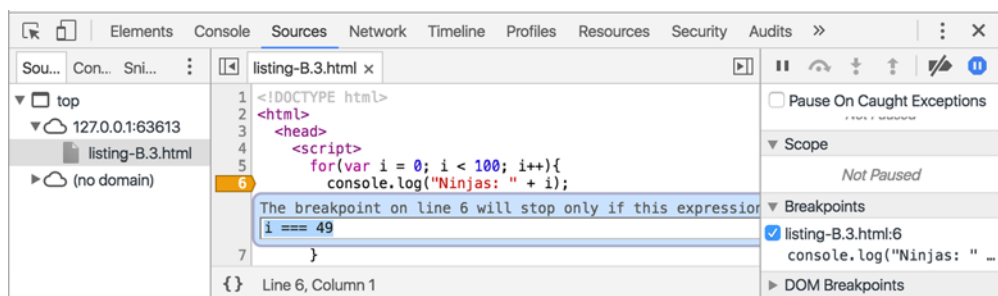 Elements Console Sources Network Timeline Profiles Resources Security Audits »
Sou... Con... Sni...
listing-B.3.html ×
top
127.0.0.1:63613
listing-B.3.html
(no domain)
1 <!DOCTYPE html>
2 <html>
3 <head>
4 <script>
5 for(var i = 0; i < 100; i++){
6 console.log("Ninjas: " + i);
The breakpoint on line 6 will stop only if this expression
i === 49
7 }
{} Line 6, Column 1
Pause On Caught Exceptions
Not Paused
Scope
Not Paused
Breakpoints
listing-B.3.html:6
console.log("Ninjas: " …
DOM Breakpoints